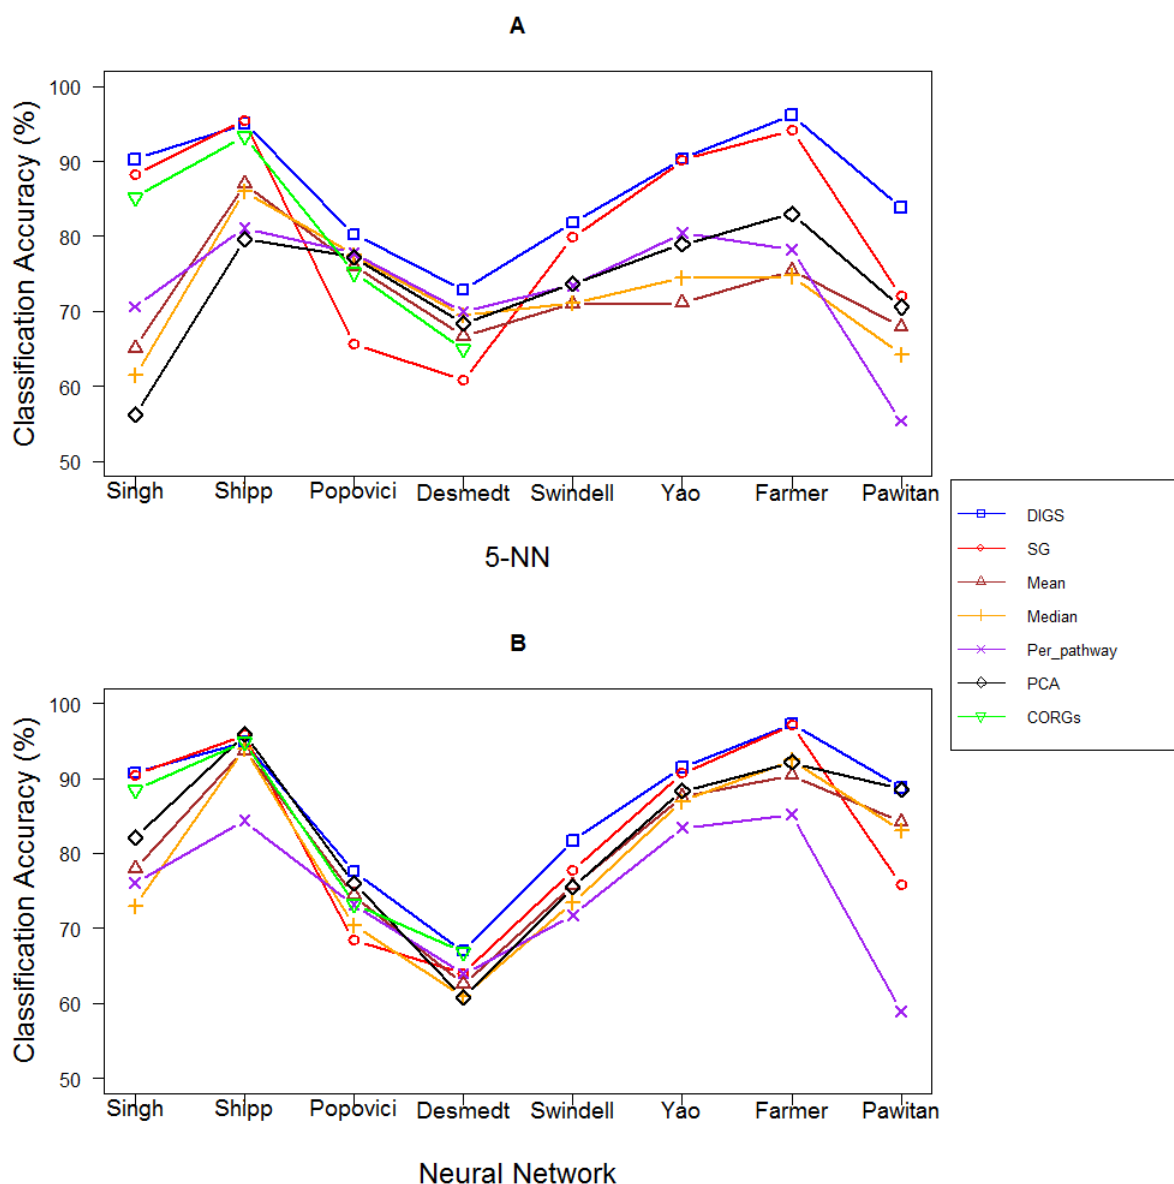 A
Classification Accuracy (%)
100
90
80
70
60
50
Singh Shipp Popovici Desmedt Swindell Yao Farmer Pawitan
5-NN
DIGS
SG
Mean
Median
Per_pathway
PCA
CORGs
B
Classification Accuracy (%)
100
90
80
70
60
50
Singh Shipp Popovici Desmedt Swindell Yao Farmer Pawitan
Neural Network